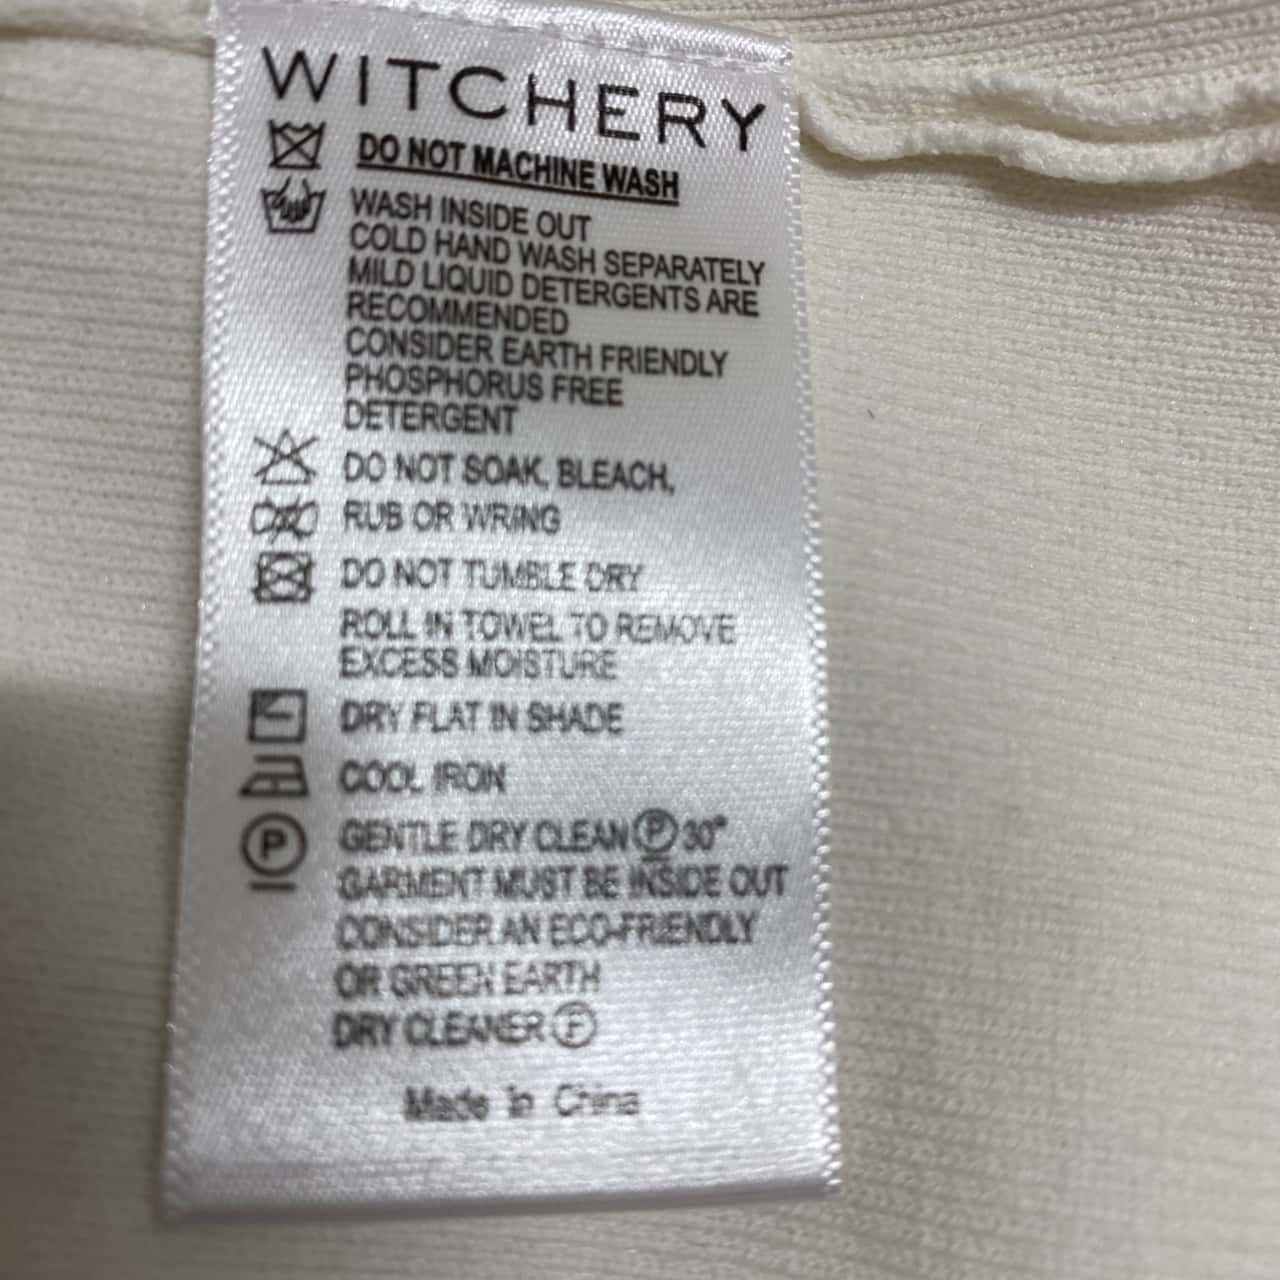 WITCHERY
DO NOT MACHINE WASH
WASH INSIDE OUT
COLD HAND WASH SEPARATELY
MILD LIQUID DETERGENTS ARE
RECOMMENDED
CONSIDER EARTH FRIENDLY
PHOSPHORUS FREE
DETERGENT
DO NOT SOAK, BLEACH,
RUB OR WRING
DO NOT TUMBLE DRY
ROLL IN TOWEL TO REMOVE
EXCESS MOISTURE
DRY FLAT IN SHADE
COOL IRON
P GENTLE DRY CLEAN Ⓟ 30°
GARMENT MUST BE INSIDE OUT
CONSIDER AN ECO-FRIENDLY
OR GREEN EARTH
DRY CLEANER Ⓕ
Made in China